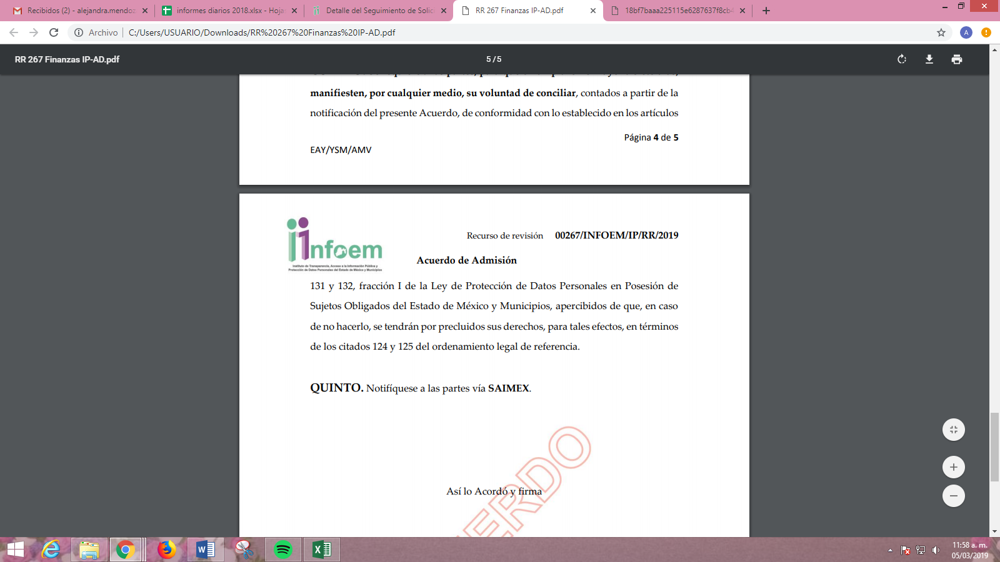 Recibidos (2) - alejandra.mendoz
informes diarios 2018.xlsx - Hoja
Detalle del Seguimiento de Solic
RR 267 Finanzas IP-AD.pdf
18bf7baaa225115e6287637f8cb4
Archivo
C:/Users/USUARIO/Downloads/RR%20267%20Finanzas%20IP-AD.pdf
A
RR 267 Finanzas IP-AD.pdf
5 / 5
manifiesten, por cualquier medio, su voluntad de conciliar, contados a partir de la
notificación del presente Acuerdo, de conformidad con lo establecido en los artículos
Página 4 de 5
EAY/YSM/AMV
infoem
Instituto de Transparencia, Acceso a la Información Pública y
Protección de Datos Personales del Estado de México y Municipios
Recurso de revisión 00267/INFOEM/IP/RR/2019
Acuerdo de Admisión
131 y 132, fracción I de la Ley de Protección de Datos Personales en Posesión de
Sujetos Obligados del Estado de México y Municipios, apercibidos de que, en caso
de no hacerlo, se tendrán por precluidos sus derechos, para tales efectos, en términos
de los citados 124 y 125 del ordenamiento legal de referencia.
QUINTO. Notifíquese a las partes vía SAIMEX.
ERDO
Así lo Acordó y firma
11:58 a. m.
05/03/2019